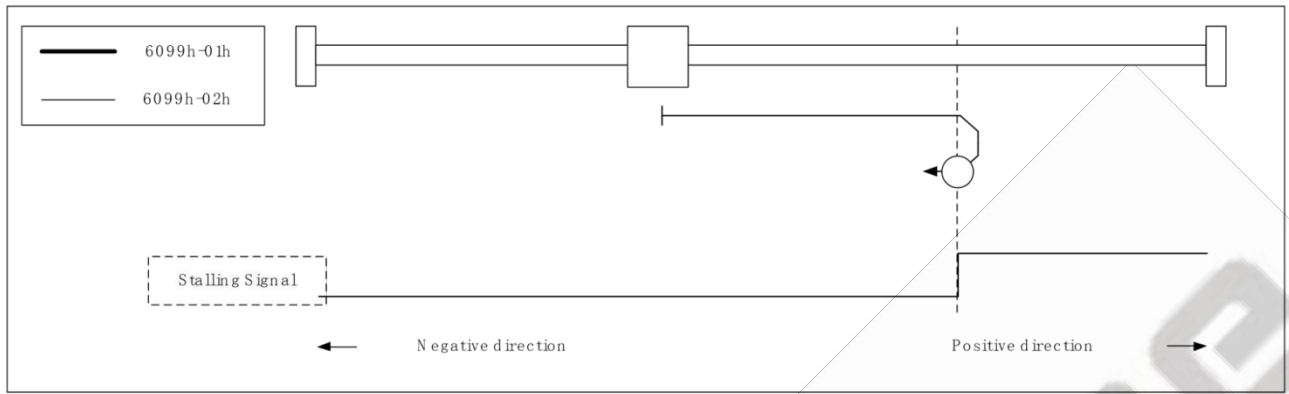 6099h-01h
6099h-02h
Stalling Signal
Negative direction
Positive direction